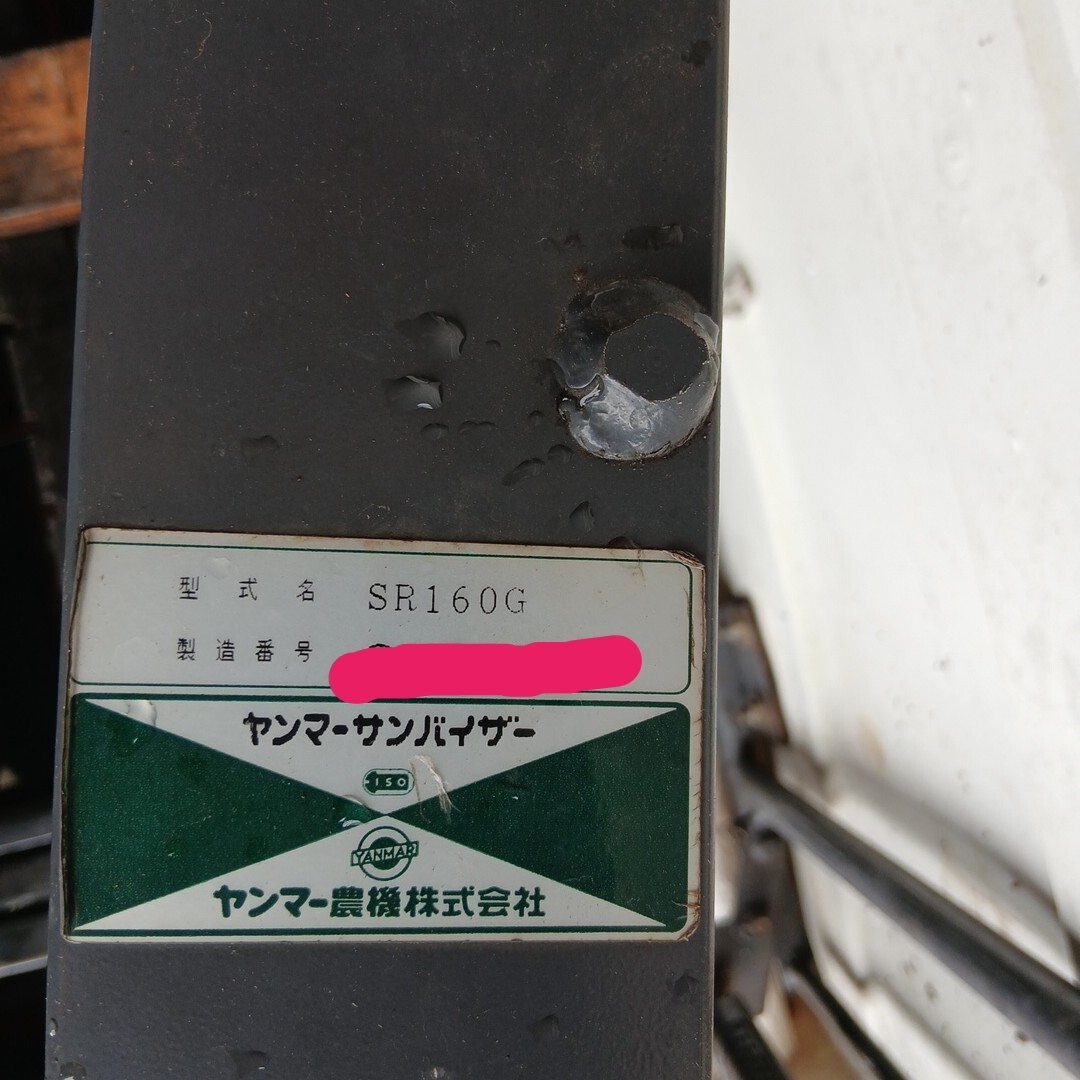 型式名 SR160G
製造番号
ヤンマーサンバイザー
ISO
YANMAR
ヤンマー農機株式会社